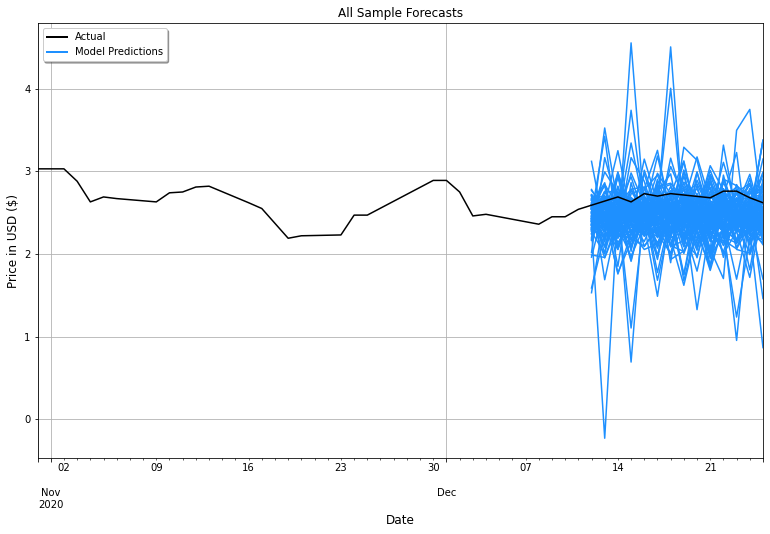 All Sample Forecasts
Actual
Model Predictions
Price in USD ($)
4
3
2
1
0
02 09 16 23 30 07 14 21
Nov Dec
2020
Date